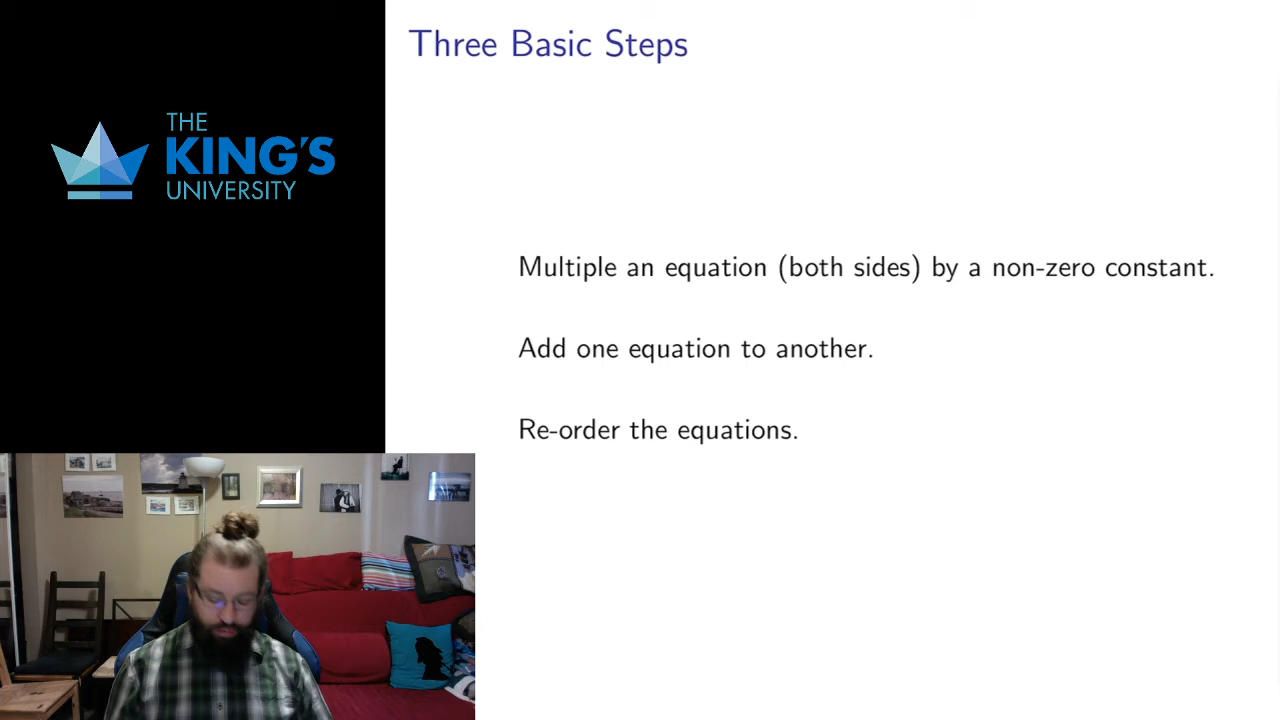 Three Basic Steps
THE
KING'S
UNIVERSITY
Multiple an equation (both sides) by a non-zero constant.
Add one equation to another.
Re-order the equations.